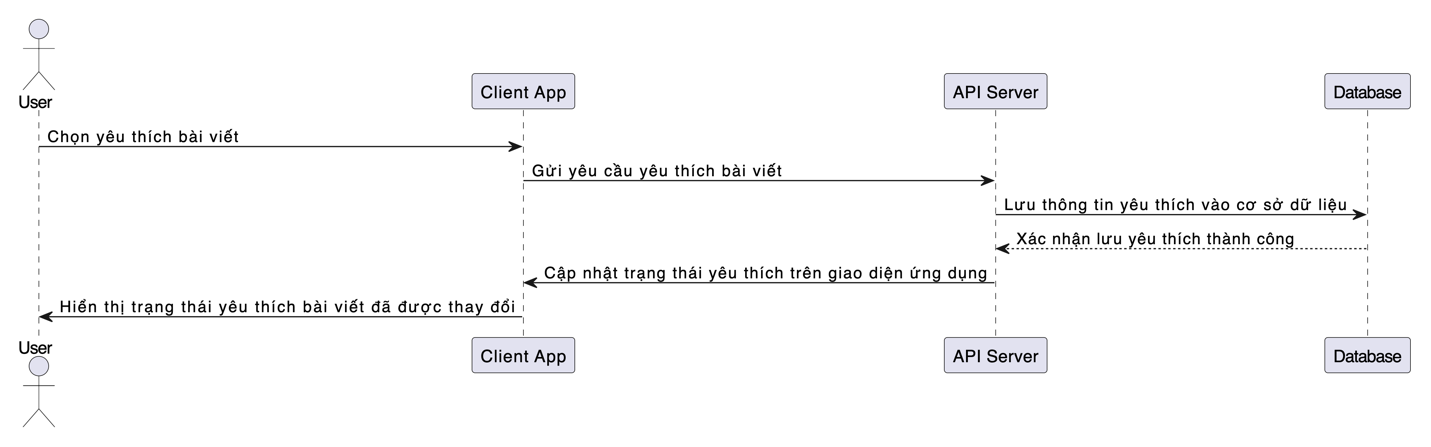 User
Client App
API Server
Database
Chọn yêu thích bài viết
Gửi yêu cầu yêu thích bài viết
Lưu thông tin yêu thích vào cơ sở dữ liệu
Xác nhận lưu yêu thích thành công
Cập nhật trạng thái yêu thích trên giao diện ứng dụng
Hiển thị trạng thái yêu thích bài viết đã được thay đổi
User
Client App
API Server
Database